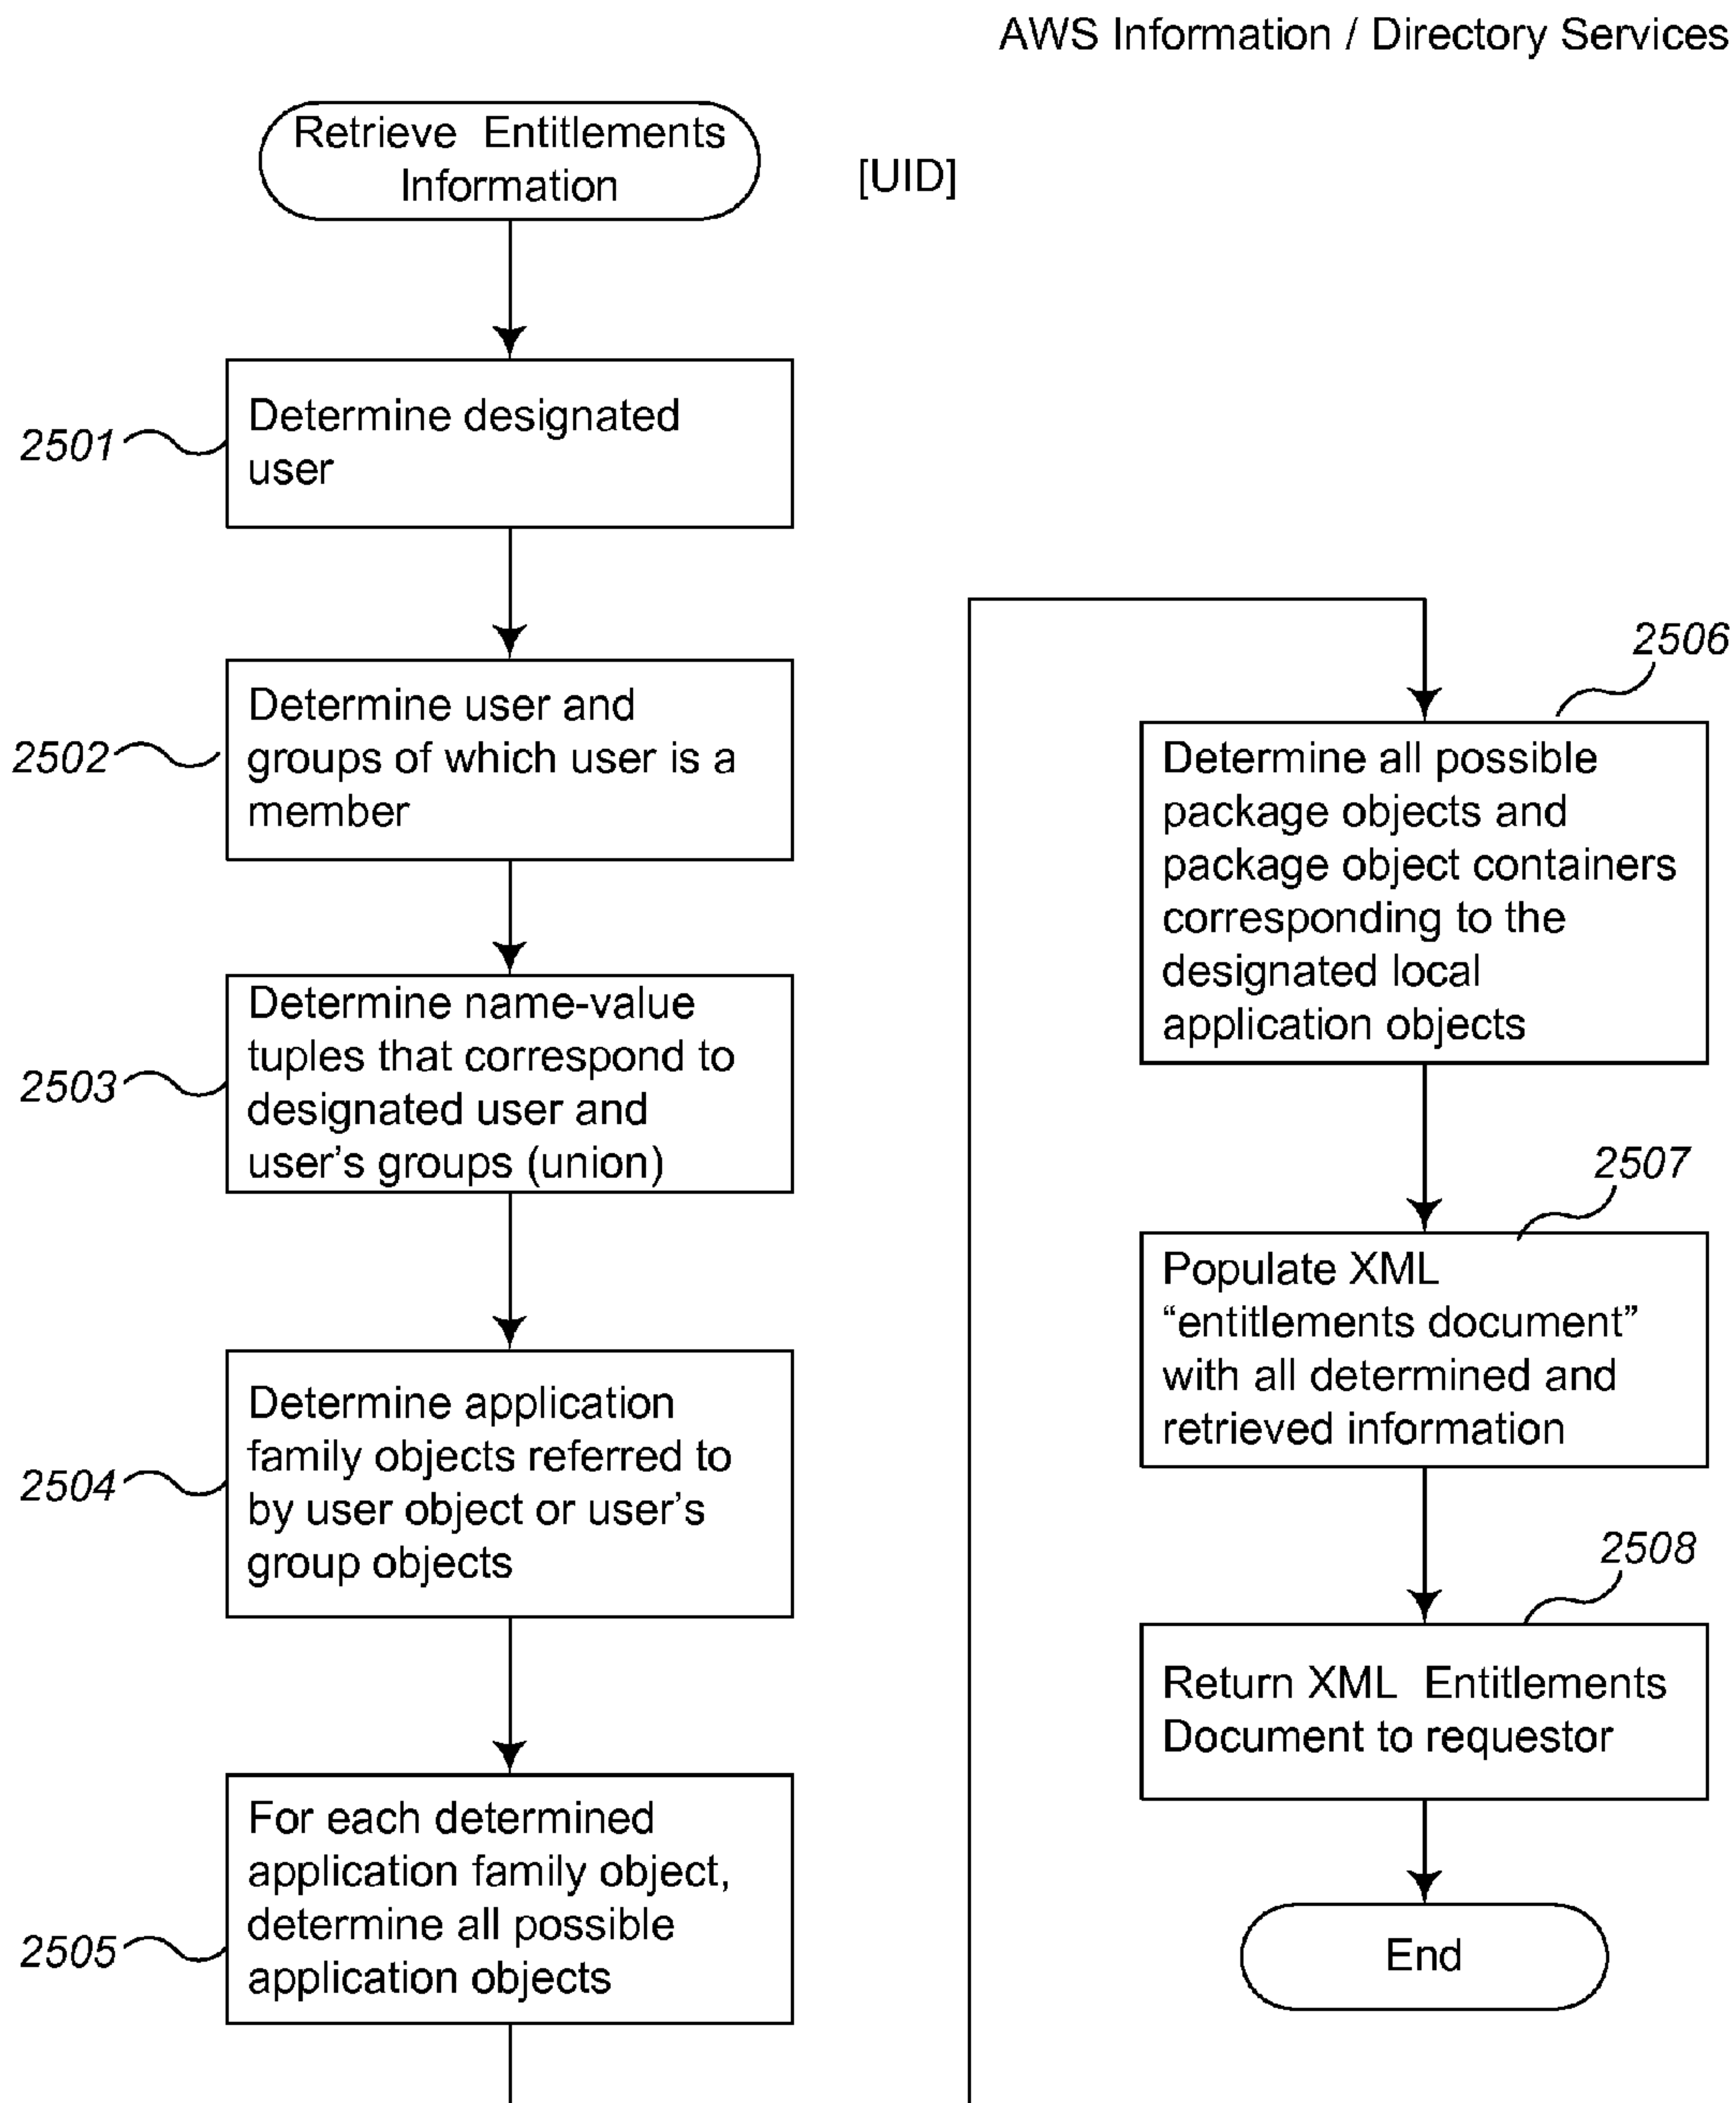 AWS Information / Directory Services
Retrieve Entitlements
Information
[UID]
2501
Determine designated
user
2502
Determine user and
groups of which user is a
member
2503
Determine name-value
tuples that correspond to
designated user and
user's groups (union)
2504
Determine application
family objects referred to
by user object or user's
group objects
2505
For each determined
application family object,
determine all possible
application objects
2506
Determine all possible
package objects and
package object containers
corresponding to the
designated local
application objects
2507
Populate XML
“entitlements document”
with all determined and
retrieved information
2508
Return XML Entitlements
Document to requestor
End